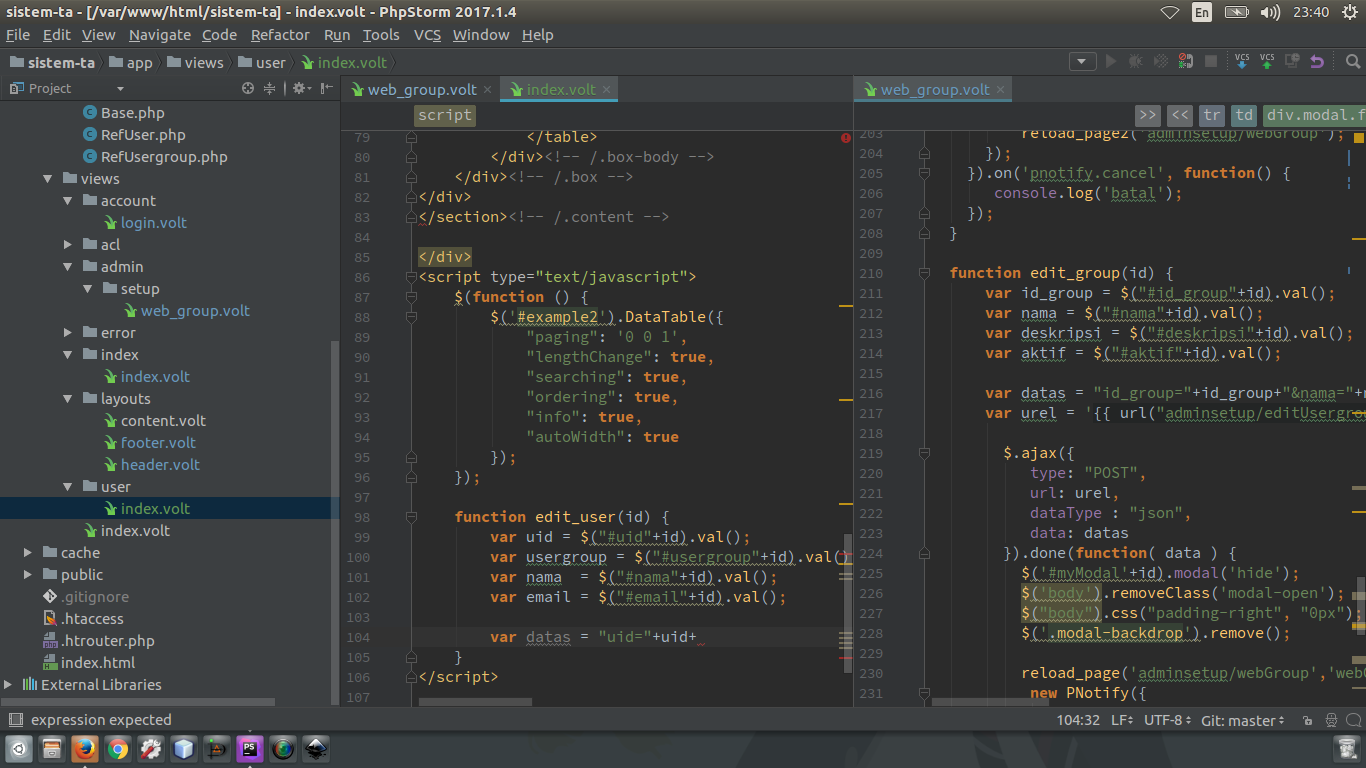 sistem-ta - [/var/www/html/sistem-ta] - index.volt - PhpStorm 2017.1.4
En
23:40
File Edit View Navigate Code Refactor Run Tools VCS Window Help
sistem-ta app views user index.volt
VCS VCS
Project
Base.php
RefUser.php
RefUsergroup.php
views
account
login.volt
acl
admin
setup
web_group.volt
error
index
index.volt
layouts
content.volt
footer.volt
header.volt
user
index.volt
index.volt
cache
public
.gitignore
.htaccess
.htrouter.php
index.html
External Libraries
web_group.volt index.volt
script
79 </table>
80 </div><!-- /.box-body -->
81 </div><!-- /.box -->
82 </div>
83 </section><!-- /.content -->
84
85 </div>
86 <script type="text/javascript">
87 $(function () {
88 $('#example2').DataTable({
89 "paging": '0 0 1',
90 "lengthChange": true,
91 "searching": true,
92 "ordering": true,
93 "info": true,
94 "autoWidth": true
95 });
96 });
97
98 function edit_user(id) {
99 var uid = $("#uid"+id).val();
100 var usergroup = $("#usergroup"+id).val()
101 var nama = $("#nama"+id).val();
102 var email = $("#email"+id).val();
103
104 var datas = "uid="+uid+
105 }
106 </script>
107
web_group.volt
>> << tr td div.modal.f
203 reload_page2('adminsetup/webGroup');
204 });
205 }).on('pnotify.cancel', function() {
206 console.log('batal');
207 });
208 }
209
210 function edit_group(id) {
211 var id_group = $("#id_group"+id).val();
212 var nama = $("#nama"+id).val();
213 var deskripsi = $("#deskripsi"+id).val();
214 var aktif = $("#aktif"+id).val();
215
216 var datas = "id_group="+id_group+"&nama="+
217 var urel = '{{ url("adminsetup/editUsergrou
218
219 $.ajax({
220 type: "POST",
221 url: urel,
222 dataType : "json",
223 data: datas
224 }).done(function( data ) {
225 $('#myModal'+id).modal('hide');
226 $('body').removeClass('modal-open');
227 $("body").css("padding-right", "0px");
228 $('.modal-backdrop').remove();
229
230 reload_page('adminsetup/webGroup','web
231 new PNotify({
expression expected
104:32 LF UTF-8 Git: master
PS